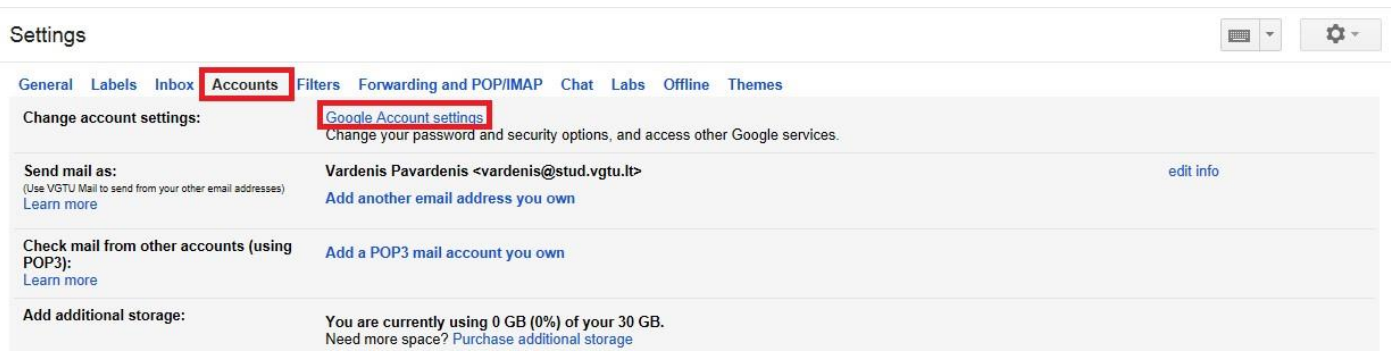 Settings
General Labels Inbox Accounts Filters Forwarding and POP/IMAP Chat Labs Offline Themes
Change account settings:
Google Account settings
Change your password and security options, and access other Google services.
Send mail as:
(Use VGTU Mail to send from your other email addresses)
Learn more
Vardenis Pavardenis <vardenis@stud.vgtu.lt>
edit info
Add another email address you own
Check mail from other accounts (using
POP3):
Learn more
Add a POP3 mail account you own
Add additional storage:
You are currently using 0 GB (0%) of your 30 GB.
Need more space? Purchase additional storage